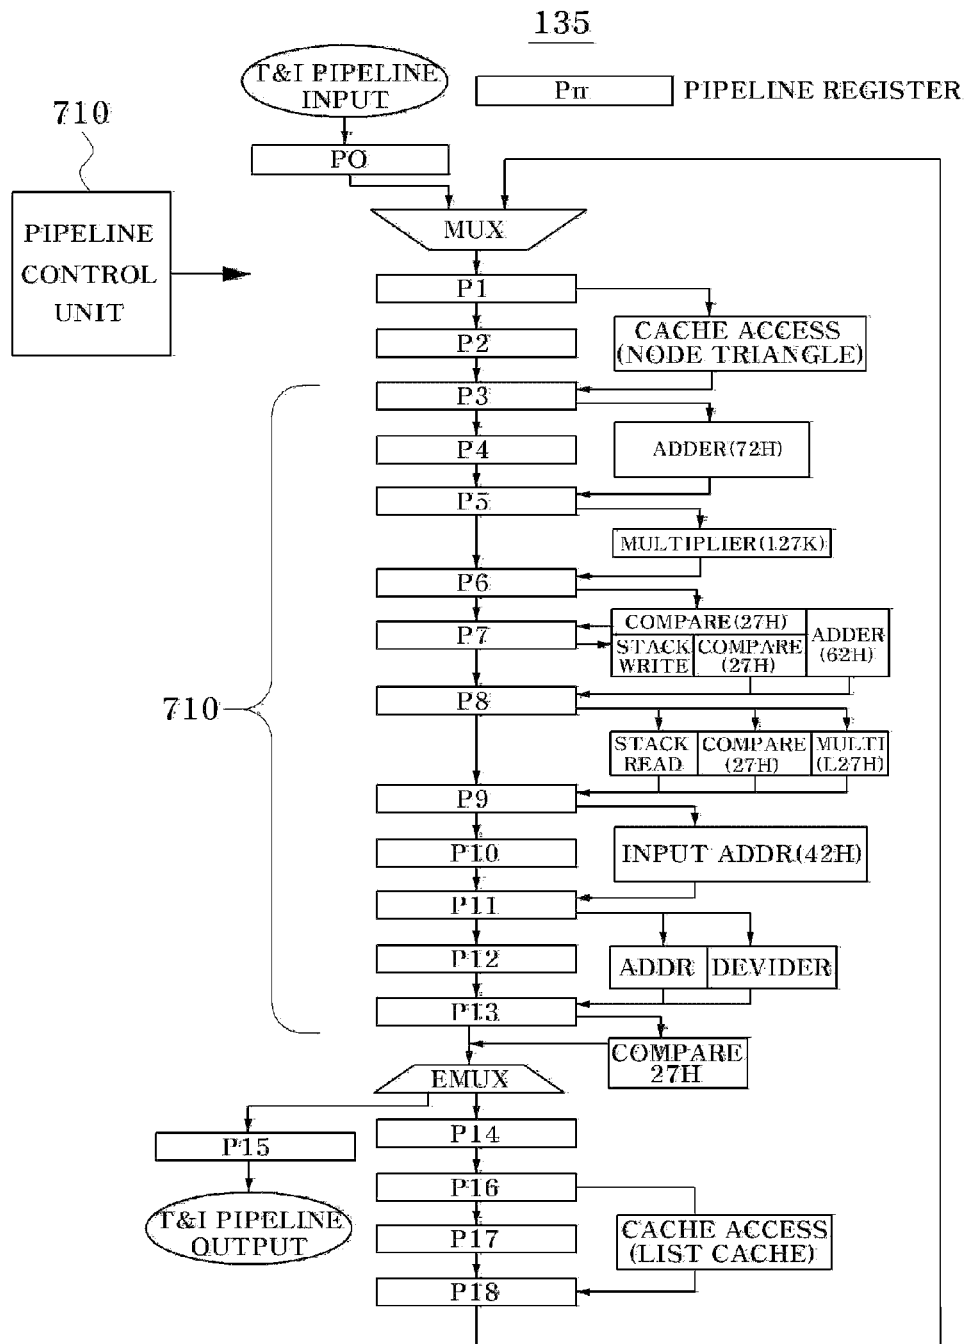 135
T&I PIPELINE
INPUT
Pn
PIPELINE REGISTER
710
P0
PIPELINE
CONTROL
UNIT
MUX
P1
CACHE ACCESS
(NODE TRIANGLE)
P2
P3
ADDER(72H)
P4
P5
MULTIPLIER(L27K)
P6
COMPARE(27H)
ADDER
(62H)
P7
STACK
WRITE
COMPARE
(27H)
P8
710
STACK
READ
COMPARE
(27H)
MULTI
(L27H)
P9
P10
INPUT ADDR(42H)
P11
P12
ADDR
DEVIDER
P13
COMPARE
27H
EMUX
P14
P15
P16
T&I PIPELINE
OUTPUT
P17
CACHE ACCESS
(LIST CACHE)
P18